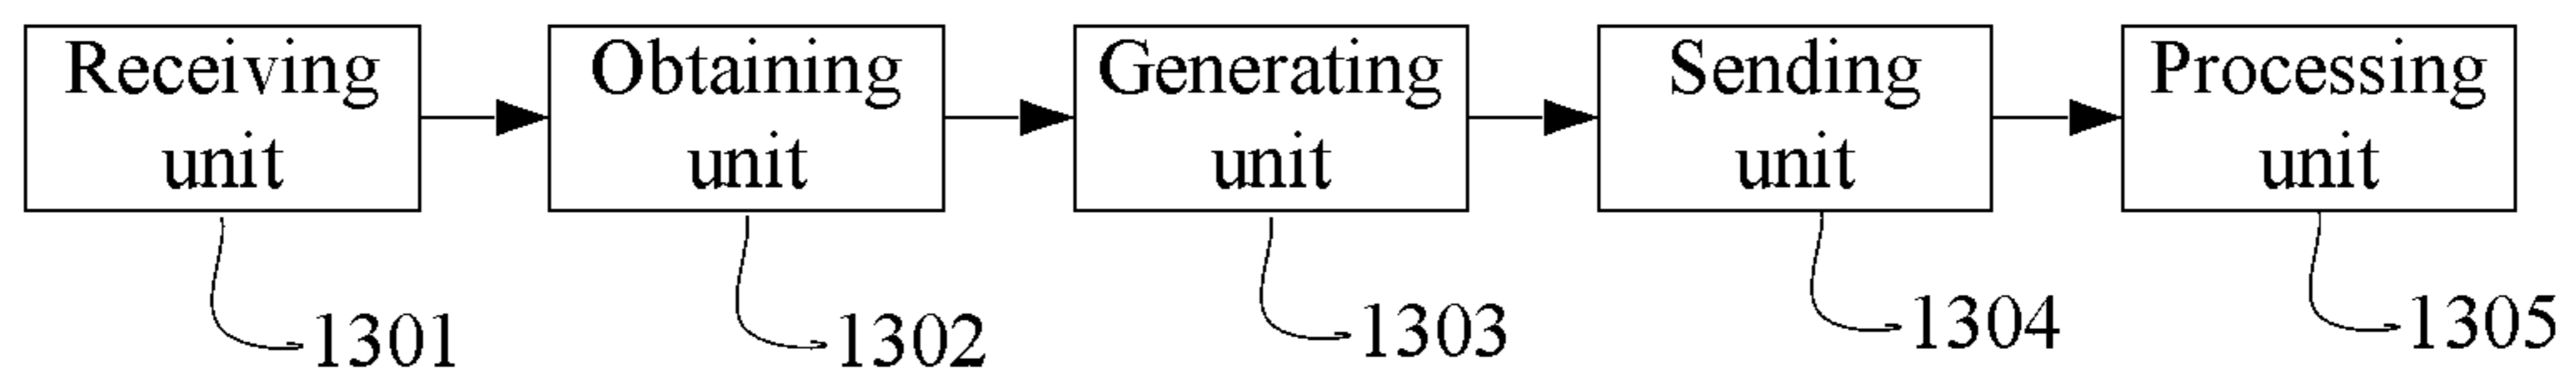 Receiving
unit
Obtaining
unit
Generating
unit
Sending
unit
Processing
unit
1301
1302
1303
1304
1305